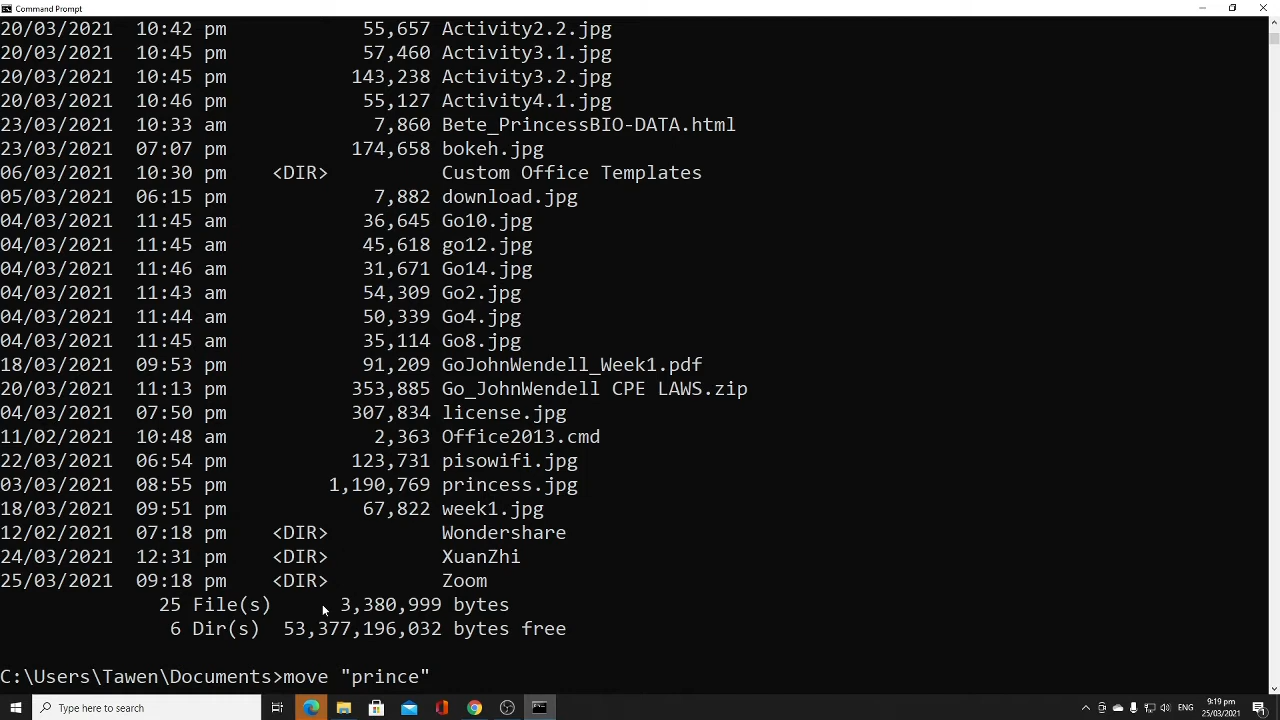 Command Prompt
20/03/2021 10:42 pm 55,657 Activity2.2.jpg
20/03/2021 10:45 pm 57,460 Activity3.1.jpg
20/03/2021 10:45 pm 143,238 Activity3.2.jpg
20/03/2021 10:46 pm 55,127 Activity4.1.jpg
23/03/2021 10:33 am 7,860 Bete_PrincessBIO-DATA.html
23/03/2021 07:07 pm 174,658 bokeh.jpg
06/03/2021 10:30 pm <DIR> Custom Office Templates
05/03/2021 06:15 pm 7,882 download.jpg
04/03/2021 11:45 am 36,645 Go10.jpg
04/03/2021 11:45 am 45,618 go12.jpg
04/03/2021 11:46 am 31,671 Go14.jpg
04/03/2021 11:43 am 54,309 Go2.jpg
04/03/2021 11:44 am 50,339 Go4.jpg
04/03/2021 11:45 am 35,114 Go8.jpg
18/03/2021 09:53 pm 91,209 GoJohnWendell_Week1.pdf
20/03/2021 11:13 pm 353,885 Go_JohnWendell CPE LAWS.zip
04/03/2021 07:50 pm 307,834 license.jpg
11/02/2021 10:48 am 2,363 Office2013.cmd
22/03/2021 06:54 pm 123,731 pisowifi.jpg
03/03/2021 08:55 pm 1,190,769 princess.jpg
18/03/2021 09:51 pm 67,822 week1.jpg
12/02/2021 07:18 pm <DIR> Wondershare
24/03/2021 12:31 pm <DIR> XuanZhi
25/03/2021 09:18 pm <DIR> Zoom
25 File(s) 3,380,999 bytes
6 Dir(s) 53,377,196,032 bytes free
C:\Users\Tawen\Documents>move "prince"
Type here to search
ENG
9:19 pm
25/03/2021